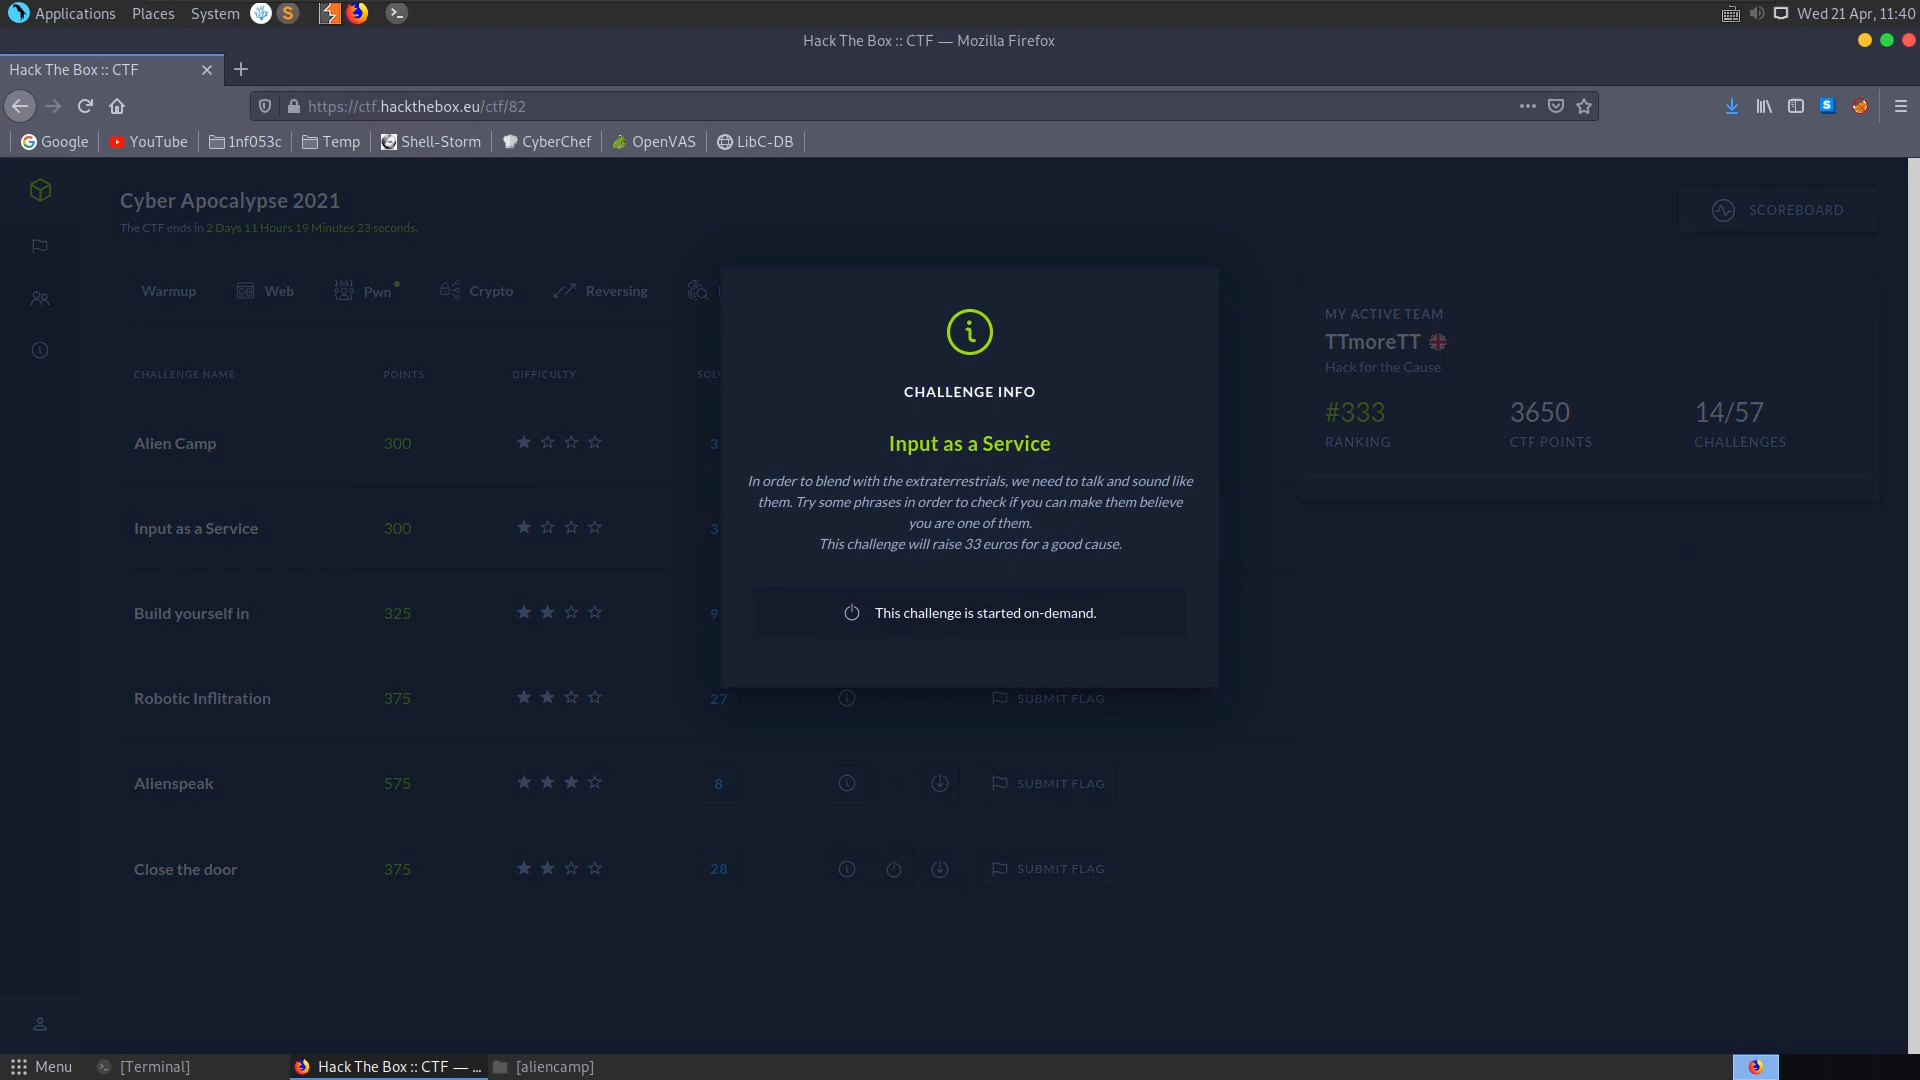 Applications Places System S Wed 21 Apr, 11:40
Hack The Box :: CTF — Mozilla Firefox
Hack The Box :: CTF
https://ctf.hackthebox.eu/ctf/82
Google YouTube 1nf053c Temp Shell-Storm CyberChef OpenVAS LibC-DB
Cyber Apocalypse 2021
The CTF ends in 2 Days 11 Hours 19 Minutes 23 seconds.
SCOREBOARD
Warmup Web Pwn Crypto Reversing
MY ACTIVE TEAM
TTmoreTT
Hack for the Cause
#333 3650 14/57
RANKING CTF POINTS CHALLENGES
CHALLENGE NAME POINTS DIFFICULTY
Alien Camp 300 3
Input as a Service 300 3
Build yourself in 325 9
Robotic Inflitration 375 27 SUBMIT FLAG
Alienspeak 575 8 SUBMIT FLAG
Close the door 375 28 SUBMIT FLAG
CHALLENGE INFO
Input as a Service
In order to blend with the extraterrestrials, we need to talk and sound like
them. Try some phrases in order to check if you can make them believe
you are one of them.
This challenge will raise 33 euros for a good cause.
This challenge is started on-demand.
Menu [Terminal] Hack The Box :: CTF — ... [aliencamp]